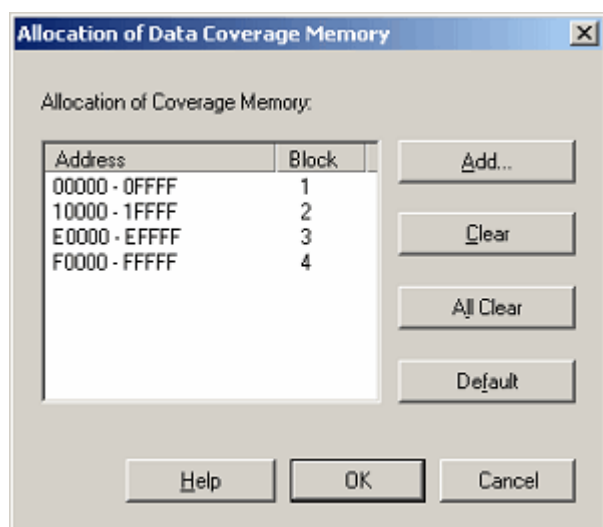 Allocation of Data Coverage Memory
Allocation of Coverage Memory:
Address Block
00000 - 0FFFF 1
10000 - 1FFFF 2
E0000 - EFFFF 3
F0000 - FFFFF 4
Add...
Clear
All Clear
Default
Help OK Cancel